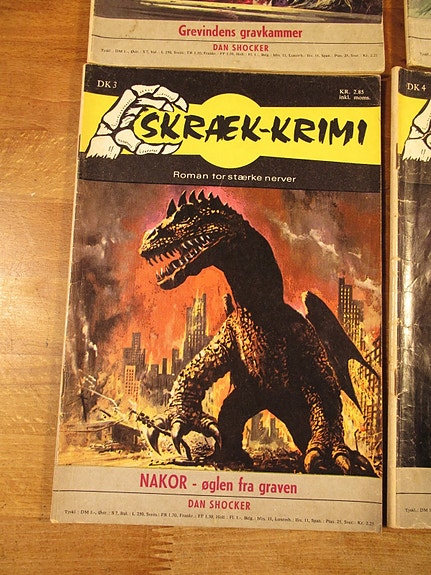 Grevindens gravkammer
DAN SHOCKER
DK 3
KR. 2.85
inkl. moms.
SKRÆK-KRIMI
Roman for stærke nerver
DK 4
NAKOR - øglen fra graven
DAN SHOCKER